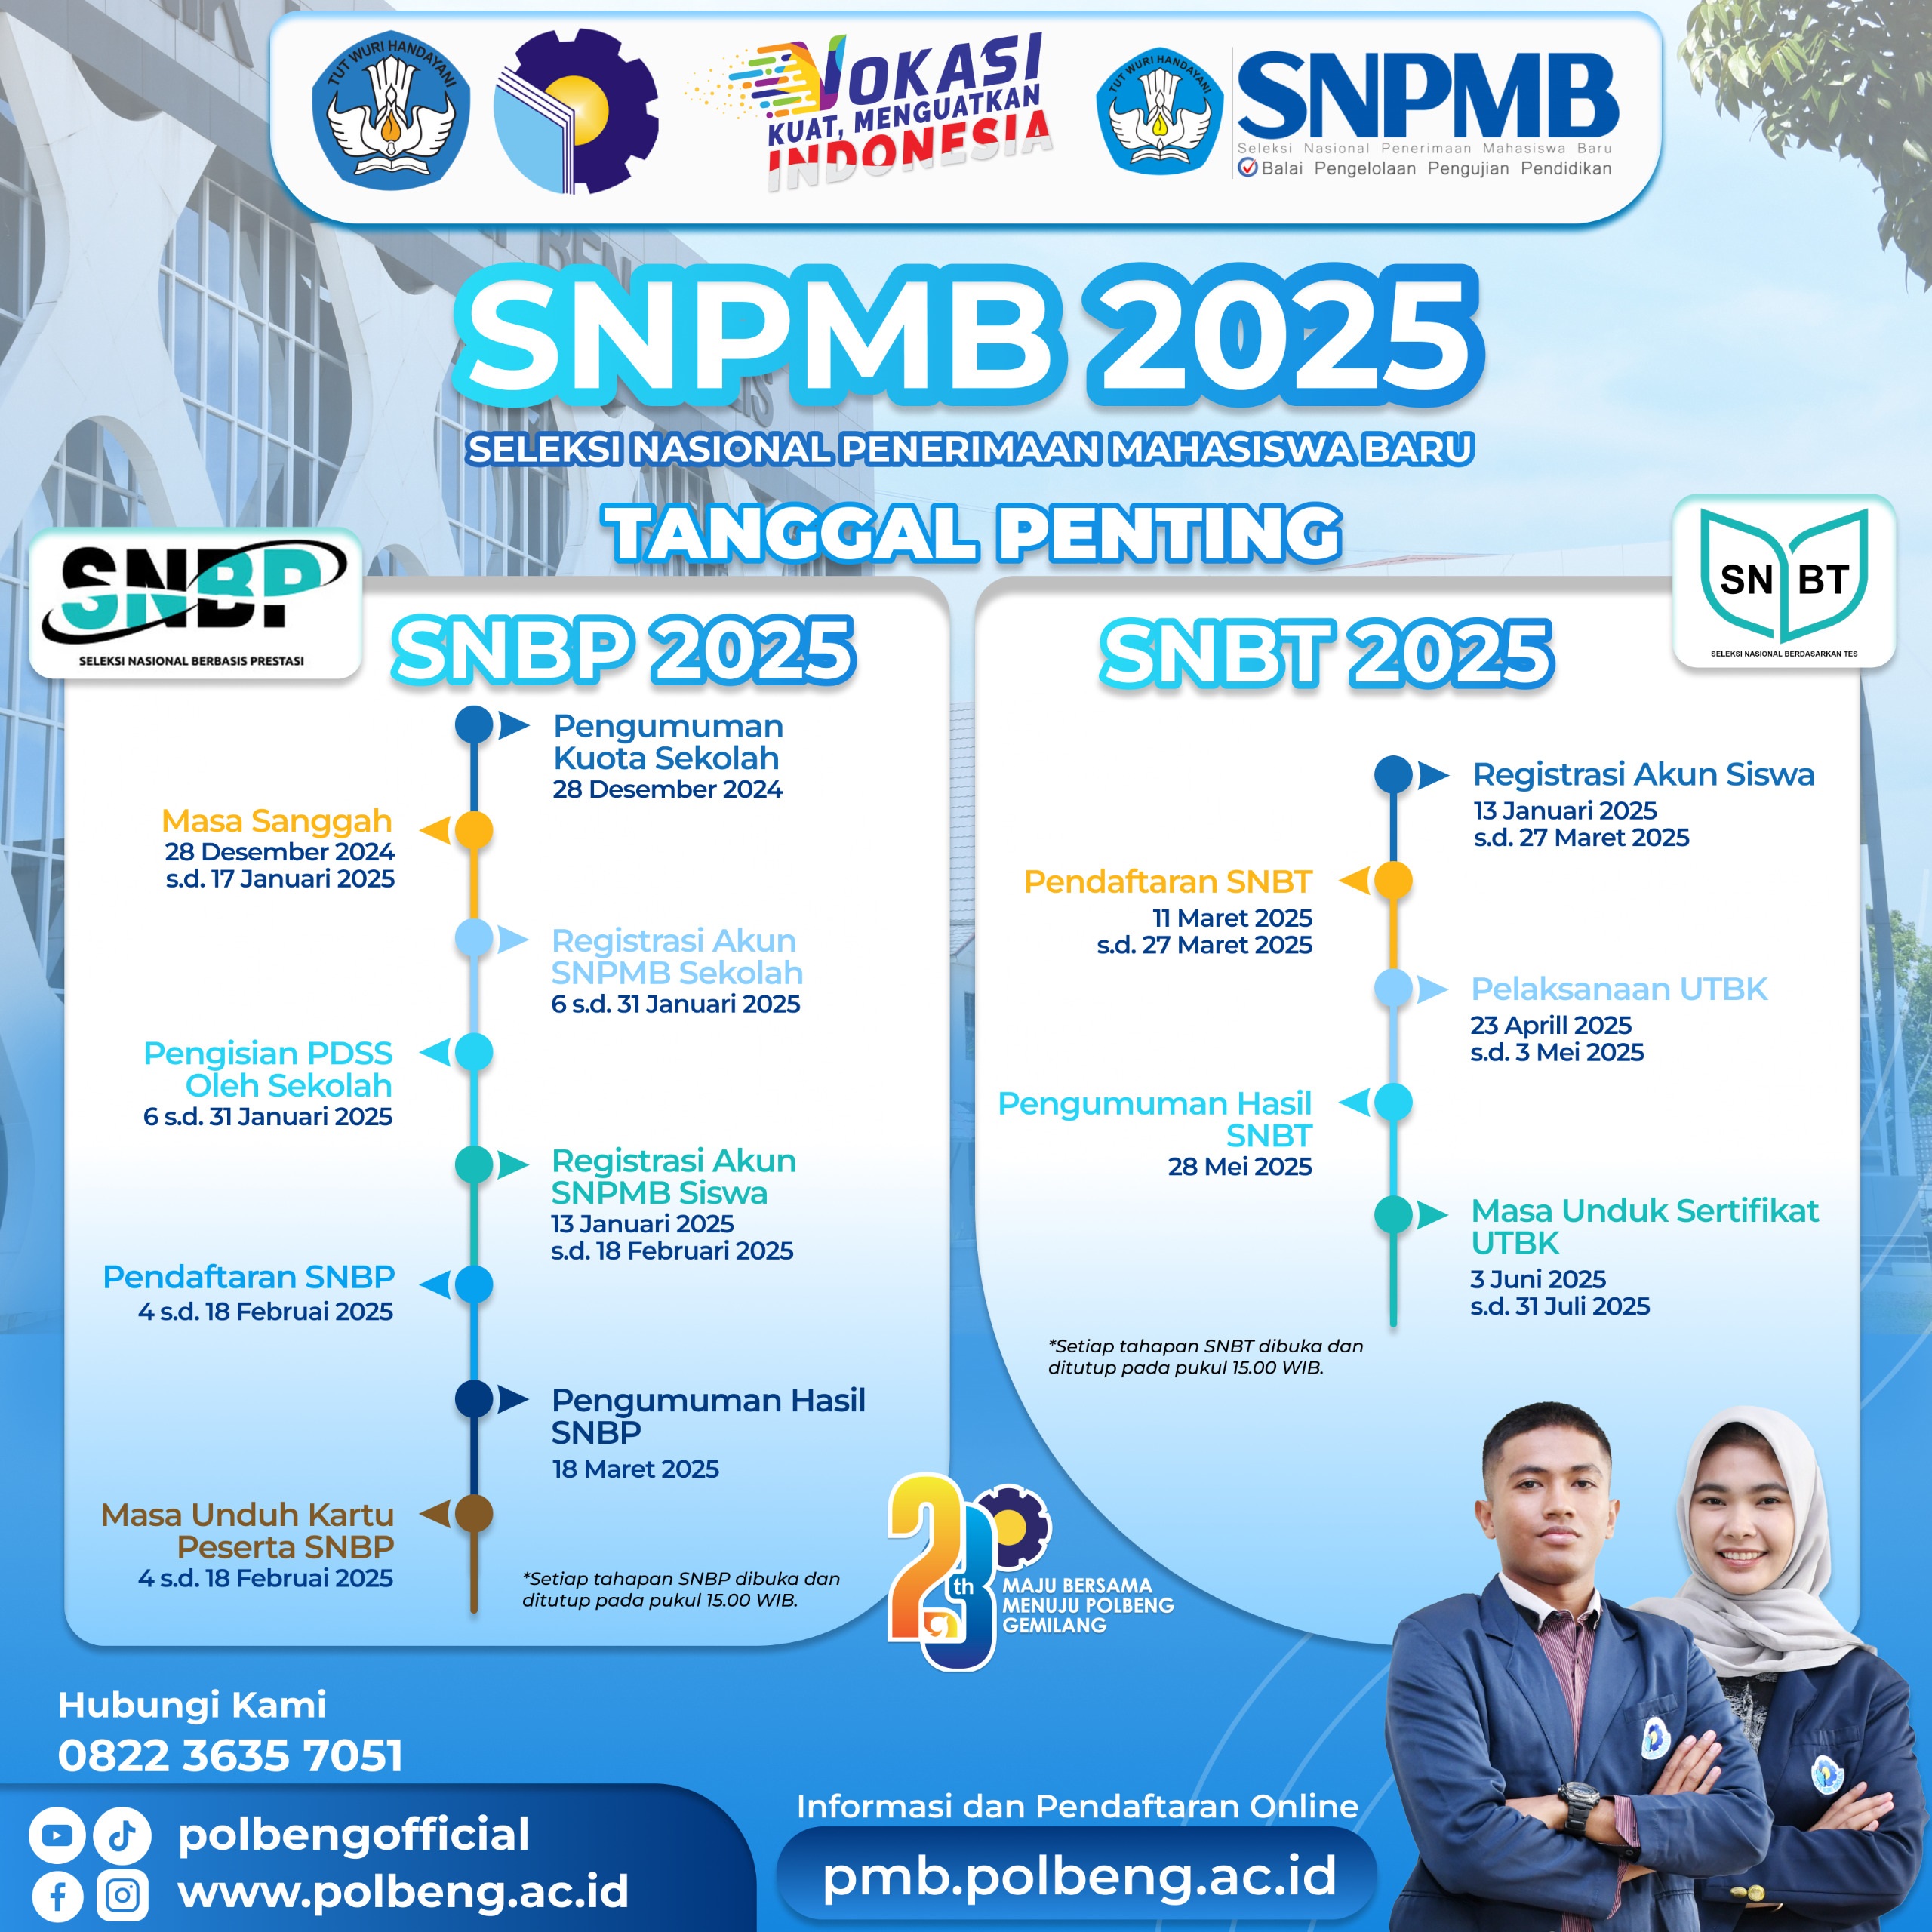 TUT WURI HANDAYANI
VOKASI
KUAT, MENGUATKAN
INDONESIA
TUT WURI HANDAYANI
SNPMB
Seleksi Nasional Penerimaan Mahasiswa Baru
Balai Pengelolaan Pengujian Pendidikan
SNPMB 2025
SELEKSI NASIONAL PENERIMAAN MAHASISWA BARU
TANGGAL PENTING
SNBP
SELEKSI NASIONAL BERBASIS PRESTASI
SNBP 2025
Pengumuman
Kuota Sekolah
28 Desember 2024
Masa Sanggah
28 Desember 2024
s.d. 17 Januari 2025
Registrasi Akun
SNPMB Sekolah
6 s.d. 31 Januari 2025
Pengisian PDSS
Oleh Sekolah
6 s.d. 31 Januari 2025
Registrasi Akun
SNPMB Siswa
13 Januari 2025
s.d. 18 Februari 2025
Pendaftaran SNBP
4 s.d. 18 Februai 2025
Pengumuman Hasil
SNBP
18 Maret 2025
Masa Unduh Kartu
Peserta SNBP
4 s.d. 18 Februai 2025
*Setiap tahapan SNBP dibuka dan
ditutup pada pukul 15.00 WIB.
SNBT 2025
SN BT
SELEKSI NASIONAL BERDASARKAN TES
Registrasi Akun Siswa
13 Januari 2025
s.d. 27 Maret 2025
Pendaftaran SNBT
11 Maret 2025
s.d. 27 Maret 2025
Pelaksanaan UTBK
23 Aprill 2025
s.d. 3 Mei 2025
Pengumuman Hasil
SNBT
28 Mei 2025
Masa Unduk Sertifikat
UTBK
3 Juni 2025
s.d. 31 Juli 2025
*Setiap tahapan SNBT dibuka dan
ditutup pada pukul 15.00 WIB.
23th
MAJU BERSAMA
MENUJU POLBENG
GEMILANG
Hubungi Kami
0822 3635 7051
polbengofficial
www.polbeng.ac.id
Informasi dan Pendaftaran Online
pmb.polbeng.ac.id